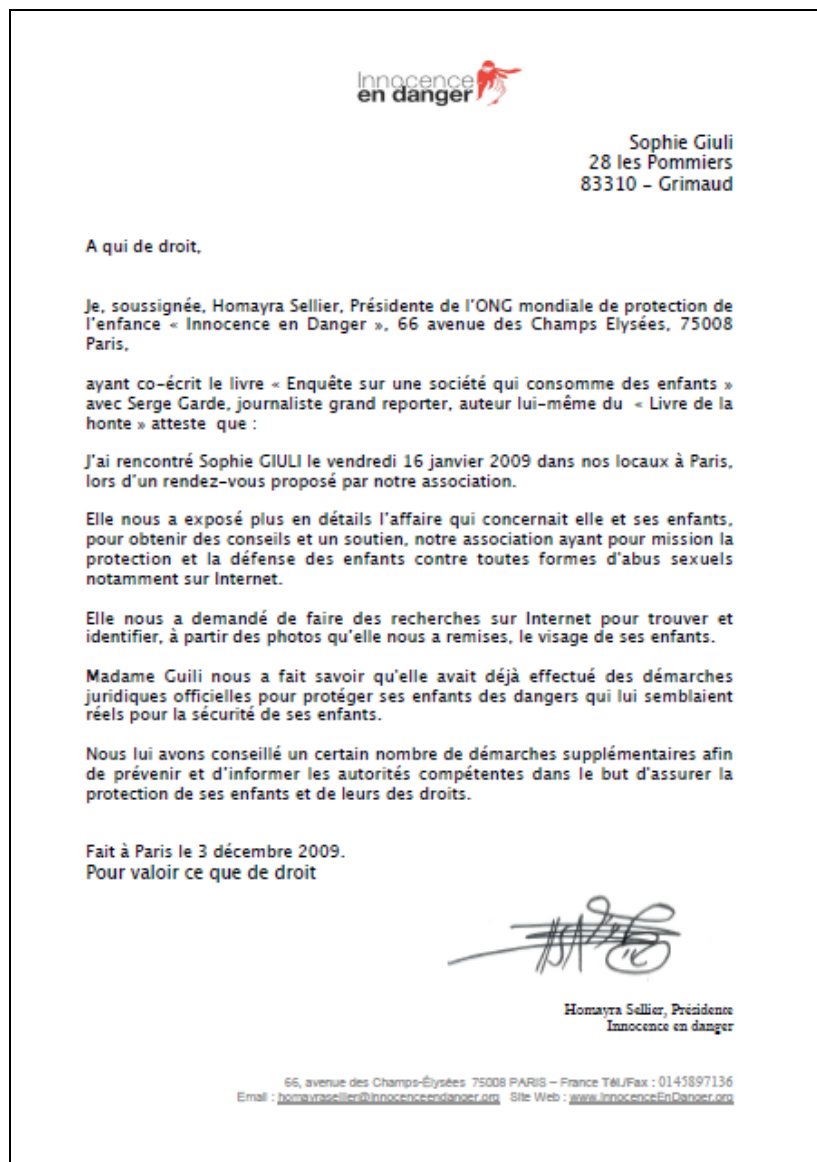 Innocence
en danger
Sophie Giuli
28 les Pommiers
83310 – Grimaud
A qui de droit,
Je, soussignée, Homayra Sellier, Présidente de l'ONG mondiale de protection de
l'enfance « Innocence en Danger », 66 avenue des Champs Elysées, 75008
Paris,
ayant co-écrit le livre « Enquête sur une société qui consomme des enfants »
avec Serge Garde, journaliste grand reporter, auteur lui-même du « Livre de la
honte » atteste que :
J'ai rencontré Sophie GIULI le vendredi 16 janvier 2009 dans nos locaux à Paris,
lors d'un rendez-vous proposé par notre association.
Elle nous a exposé plus en détails l'affaire qui concernait elle et ses enfants,
pour obtenir des conseils et un soutien, notre association ayant pour mission la
protection et la défense des enfants contre toutes formes d'abus sexuels
notamment sur Internet.
Elle nous a demandé de faire des recherches sur Internet pour trouver et
identifier, à partir des photos qu'elle nous a remises, le visage de ses enfants.
Madame Guili nous a fait savoir qu'elle avait déjà effectué des démarches
juridiques officielles pour protéger ses enfants des dangers qui lui semblaient
réels pour la sécurité de ses enfants.
Nous lui avons conseillé un certain nombre de démarches supplémentaires afin
de prévenir et d'informer les autorités compétentes dans le but d'assurer la
protection de ses enfants et de leurs des droits.
Fait à Paris le 3 décembre 2009.
Pour valoir ce que de droit
Homayra Sellier, Présidente
Innocence en danger
66, avenue des Champs-Élysées 75008 PARIS – France Tél./Fax : 0145897136
Email : homayrasellier@innocenceendanger.org Site Web : www.InnocenceEnDanger.org